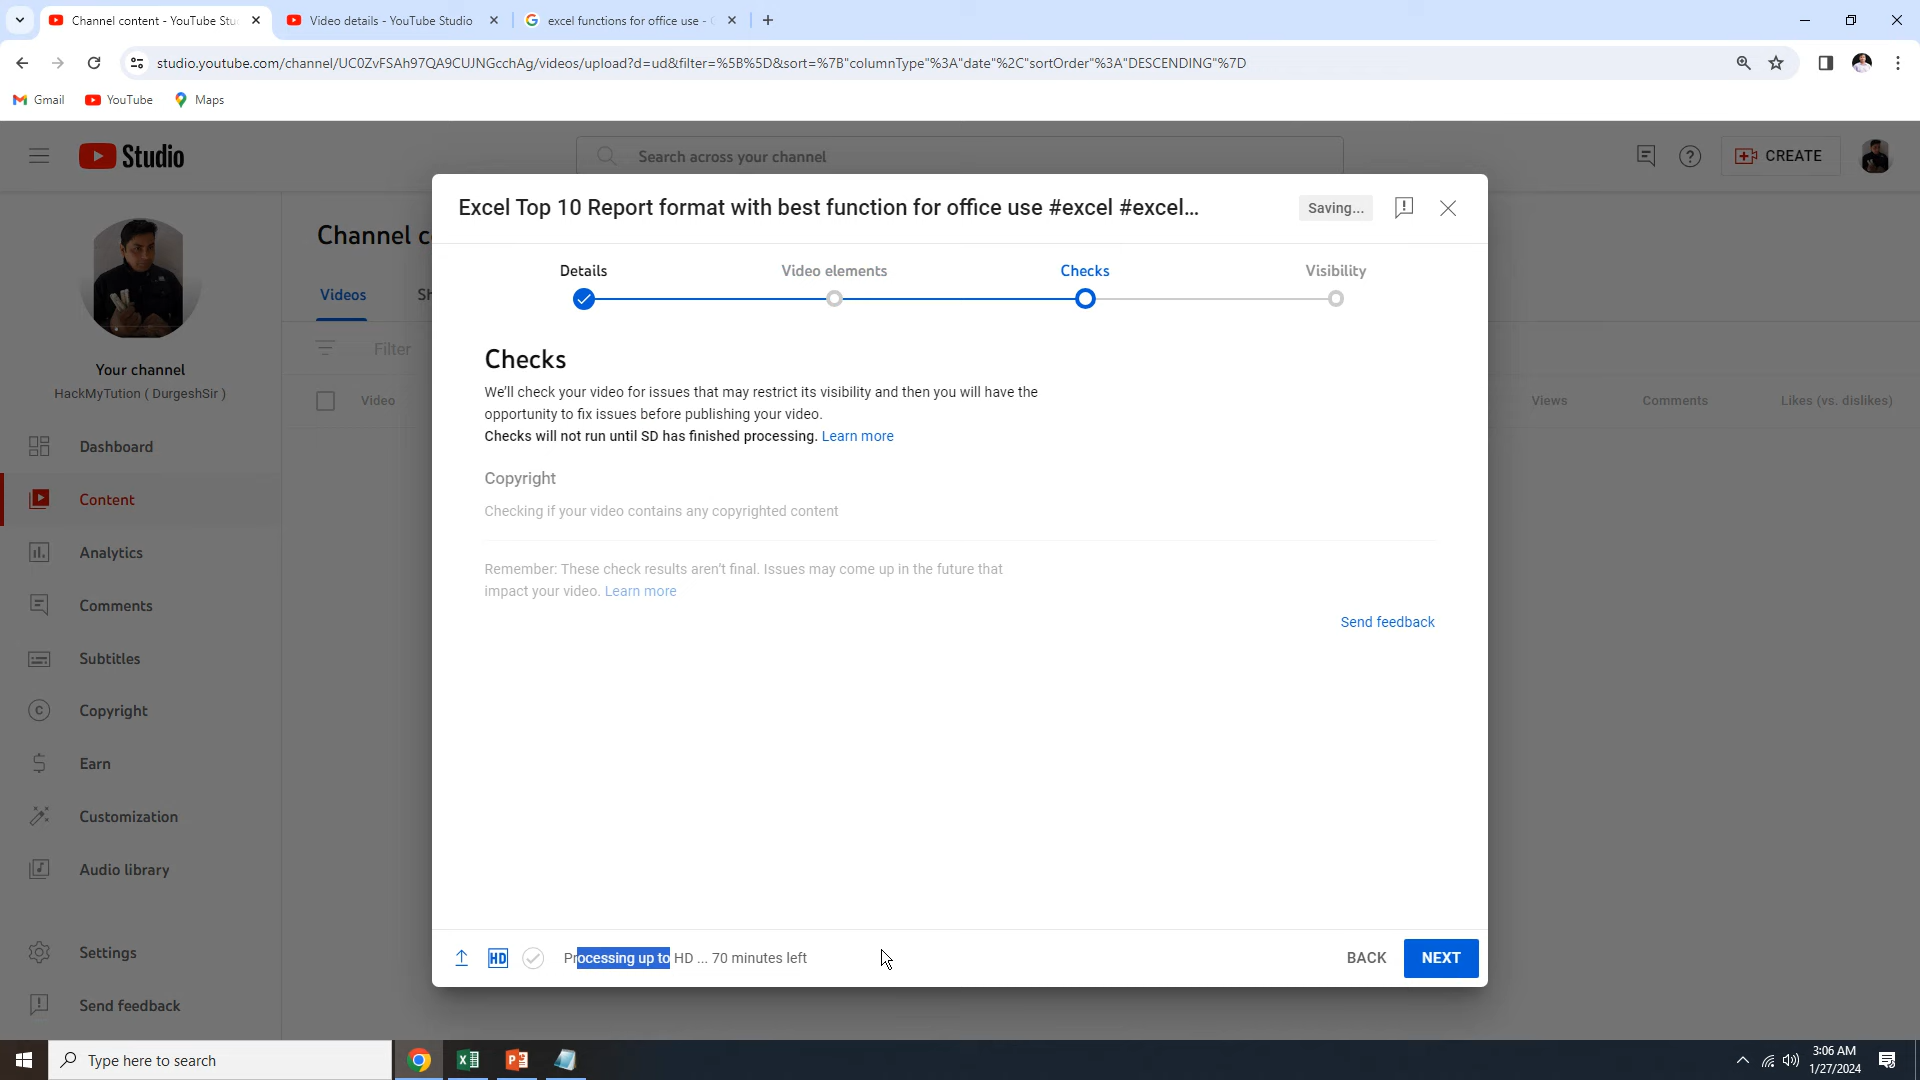 Channel content - YouTube Stu
Video details - YouTube Studio
excel functions for office use -
studio.youtube.com/channel/UC0ZvFSAh97QA9CUJNGcchAg/videos/upload?d=ud&filter=%5B%5D&sort=%7B"columnType"%3A"date"%2C"sortOrder"%3A"DESCENDING"%7D
Gmail
YouTube
Maps
Studio
Search across your channel
CREATE
Your channel
HackMyTution ( DurgeshSir )
Dashboard
Content
Analytics
Comments
Subtitles
Copyright
Earn
Customization
Audio library
Settings
Send feedback
Channel c
Videos
Sh
Filter
Video
Views
Comments
Likes (vs. dislikes)
Excel Top 10 Report format with best function for office use #excel #excel...
Saving...
Details
Video elements
Checks
Visibility
Checks
We'll check your video for issues that may restrict its visibility and then you will have the
opportunity to fix issues before publishing your video.
Checks will not run until SD has finished processing. Learn more
Copyright
Checking if your video contains any copyrighted content
Remember: These check results aren't final. Issues may come up in the future that
impact your video. Learn more
Send feedback
HD
Processing up to HD ... 70 minutes left
BACK
NEXT
Type here to search
3:06 AM
1/27/2024